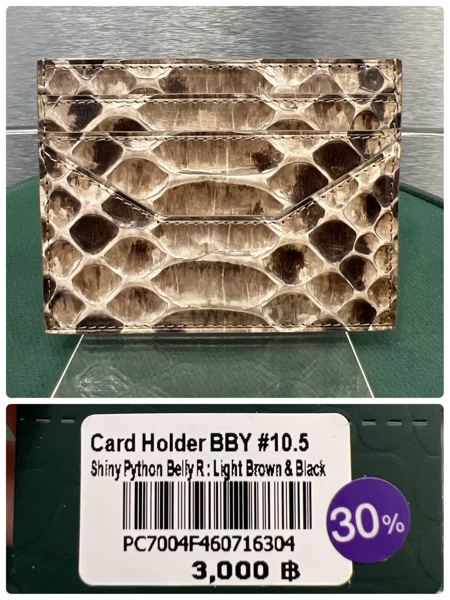 Card Holder BBY #10.5
Shiny Python Belly R : Light Brown & Black
30%
PC7004F460716304
3,000 ฿